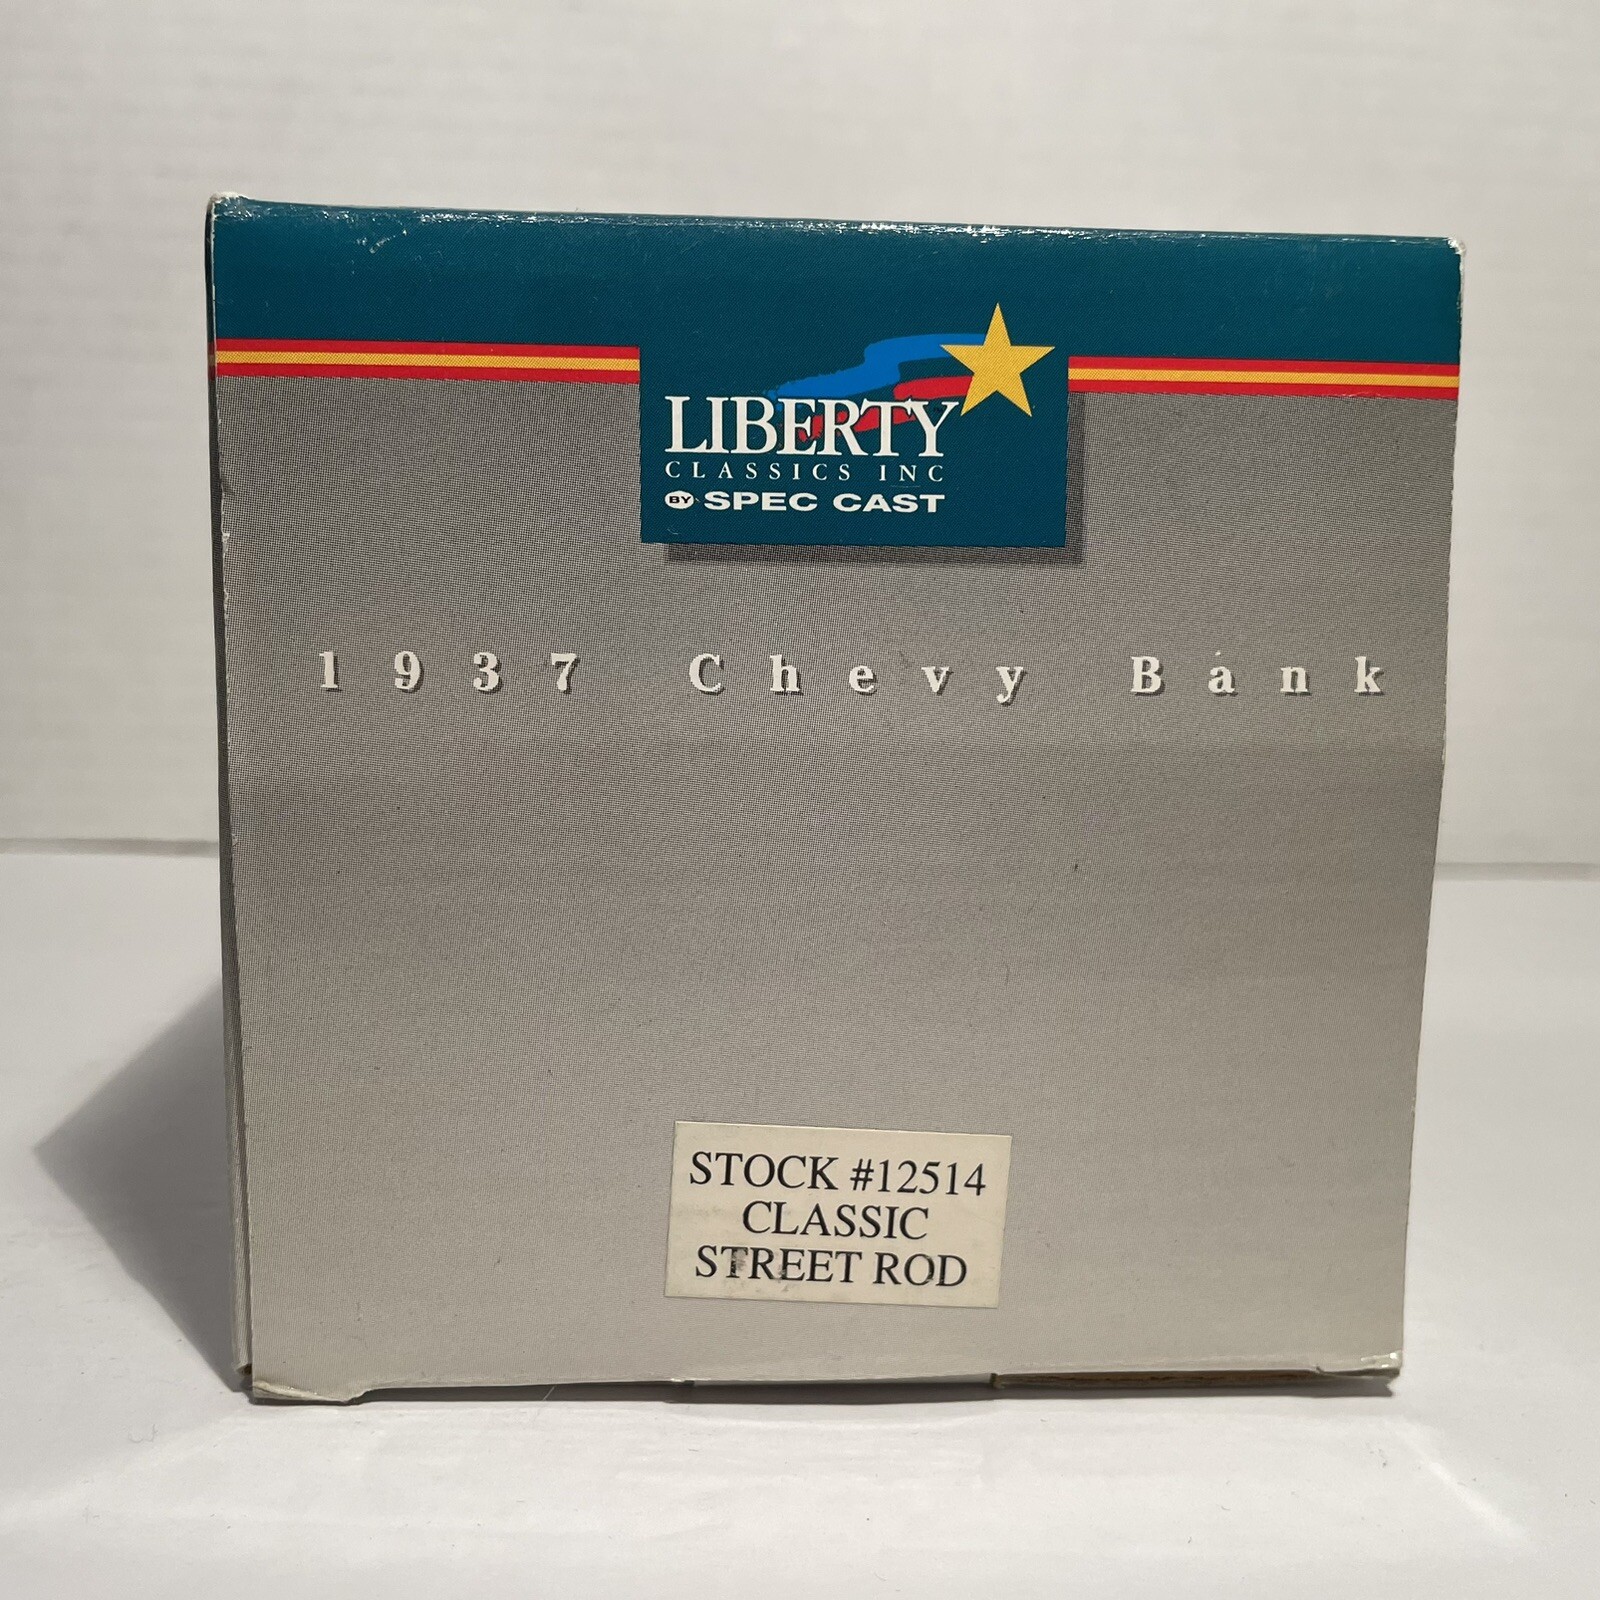 LIBERTY
CLASSICS INC
BY SPEC CAST
1937 Chevy Bank
STOCK #12514
CLASSIC
STREET ROD